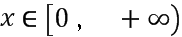 x ∈ [0 , + ∞)